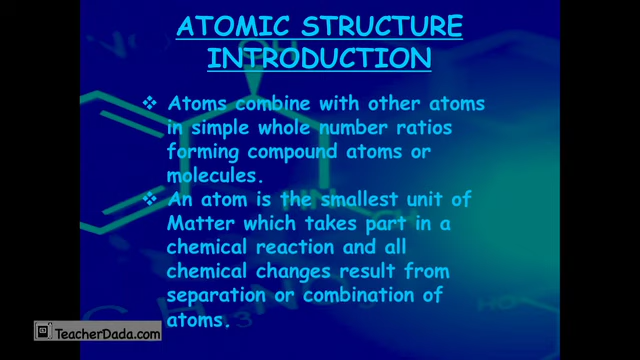 ATOMIC STRUCTURE
INTRODUCTION
❖ Atoms combine with other atoms
in simple whole number ratios
forming compound atoms or
molecules.
❖ An atom is the smallest unit of
Matter which takes part in a
chemical reaction and all
chemical changes result from
separation or combination of
atoms.
TeacherDada.com